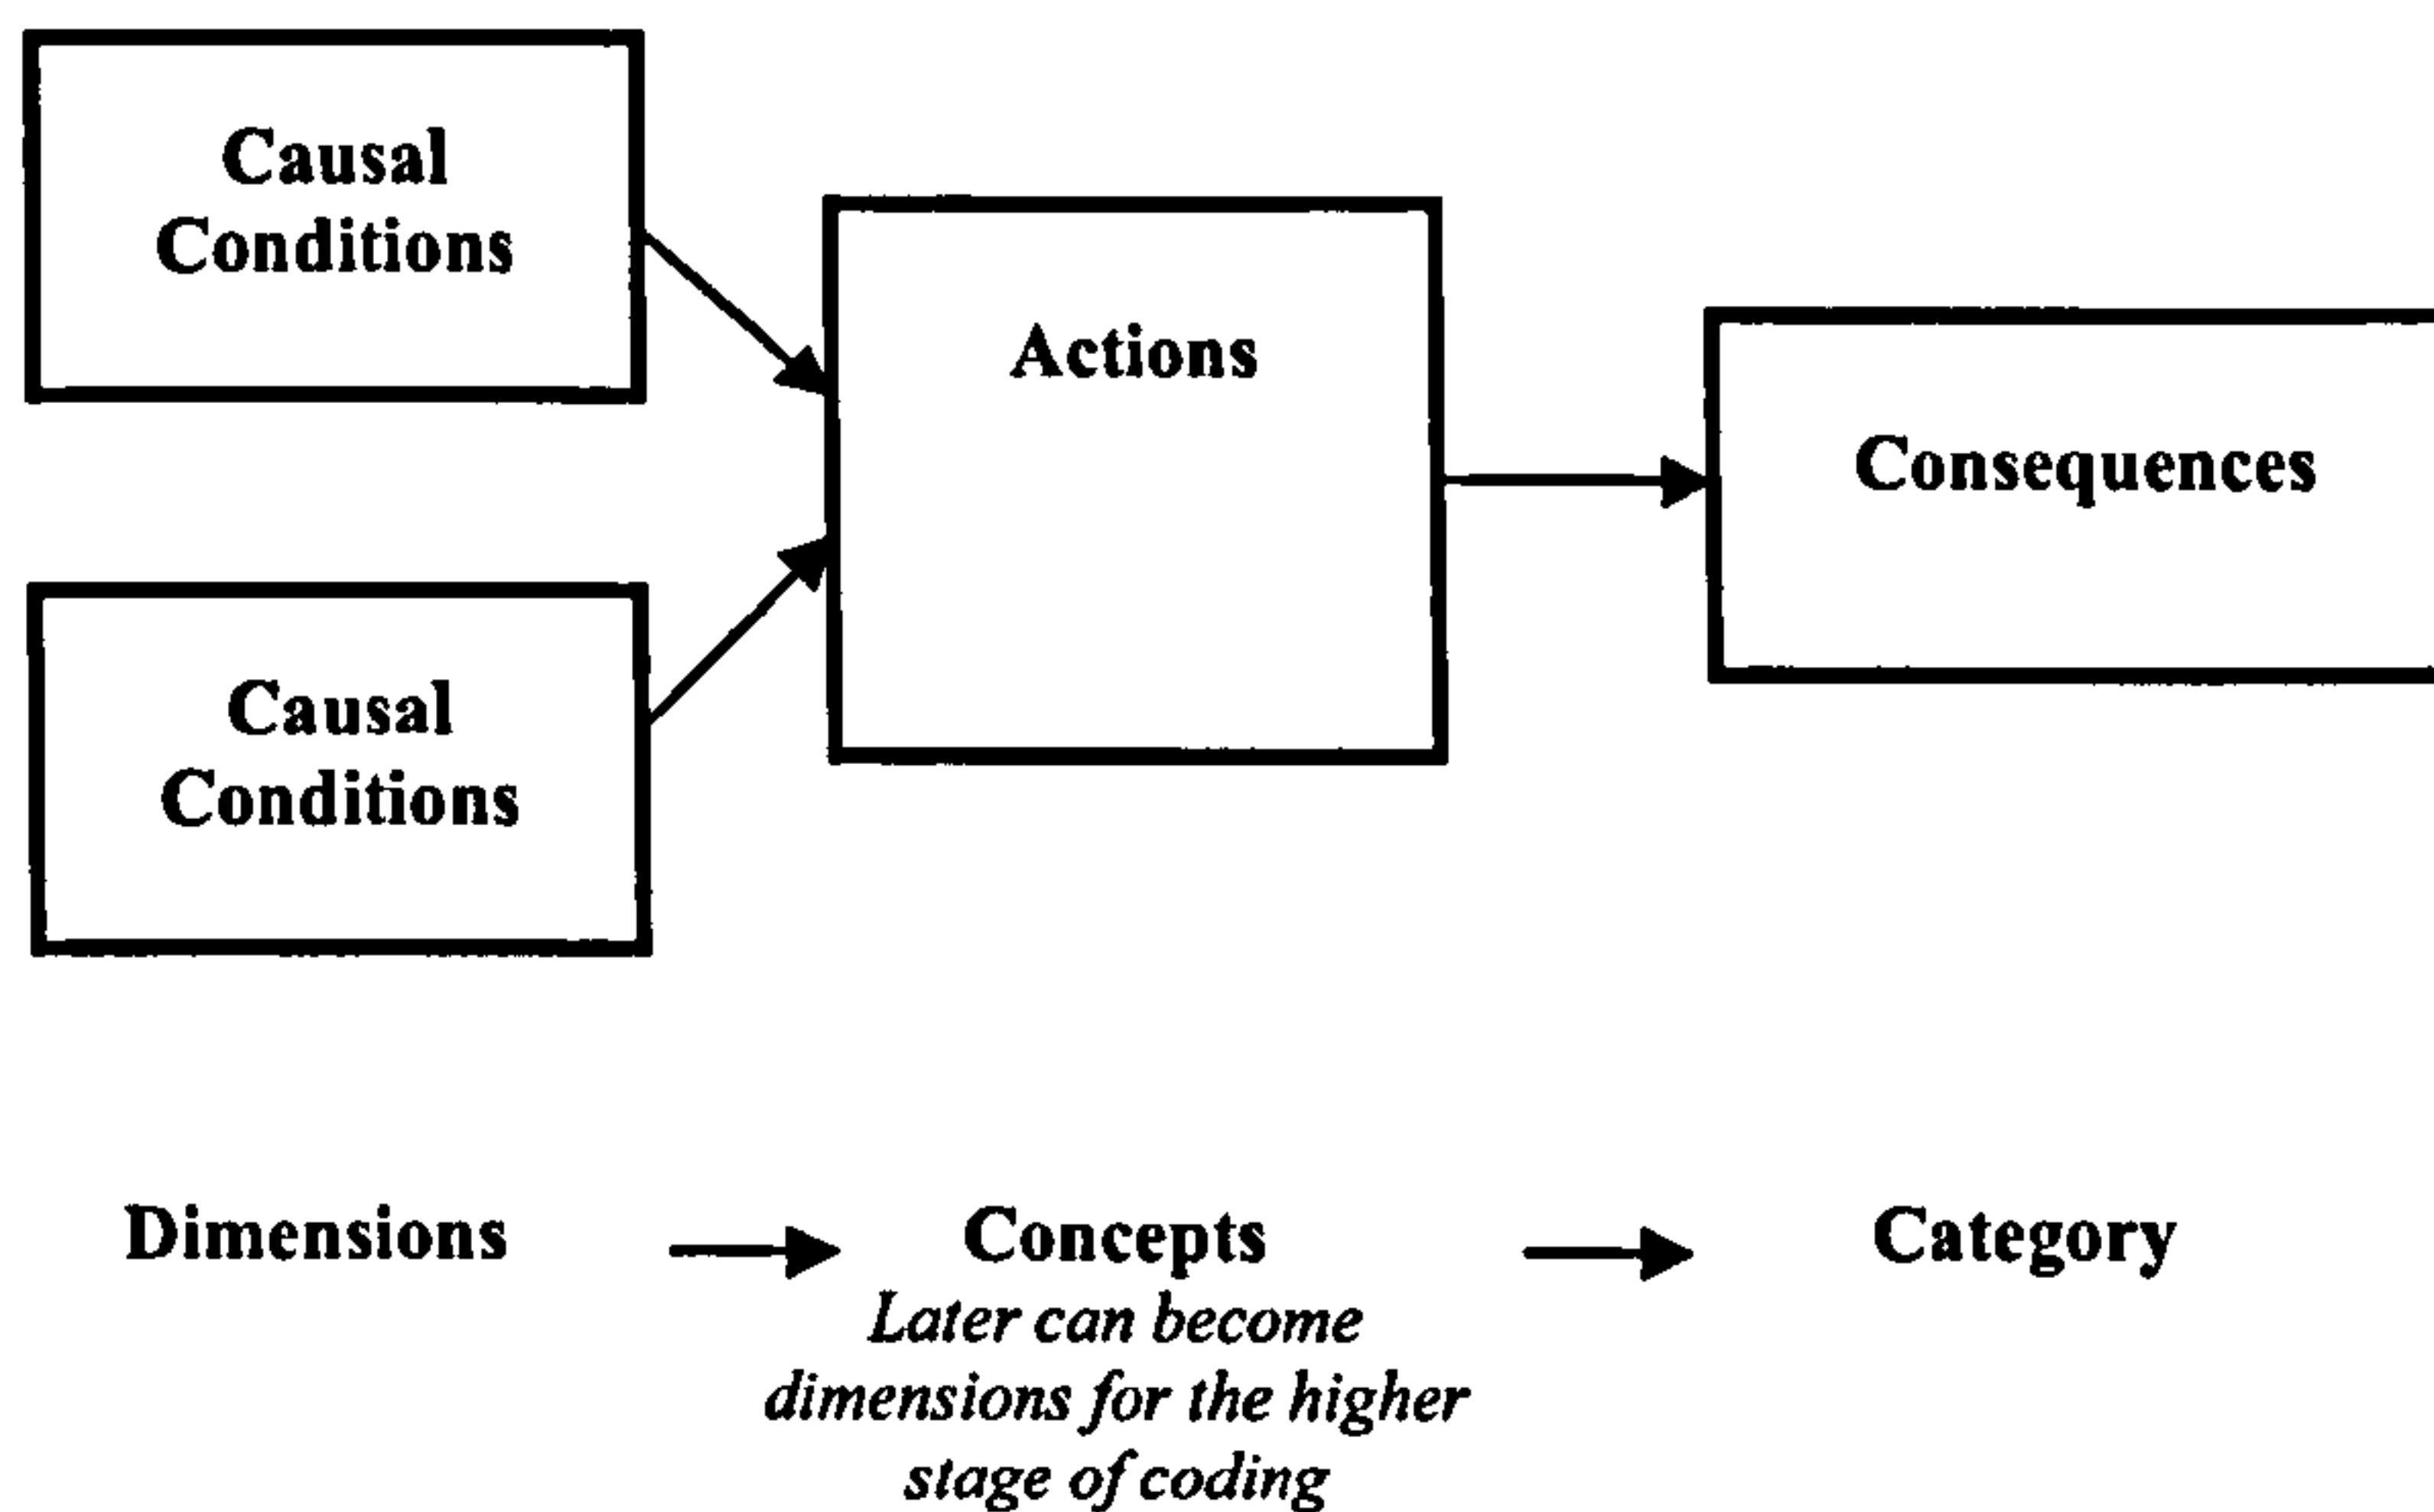 Causal
Conditions
Actions
Consequences
Causal
Conditions
Dimensions
Concepts
Category
Later can become
dimensions for the higher
stage of coding